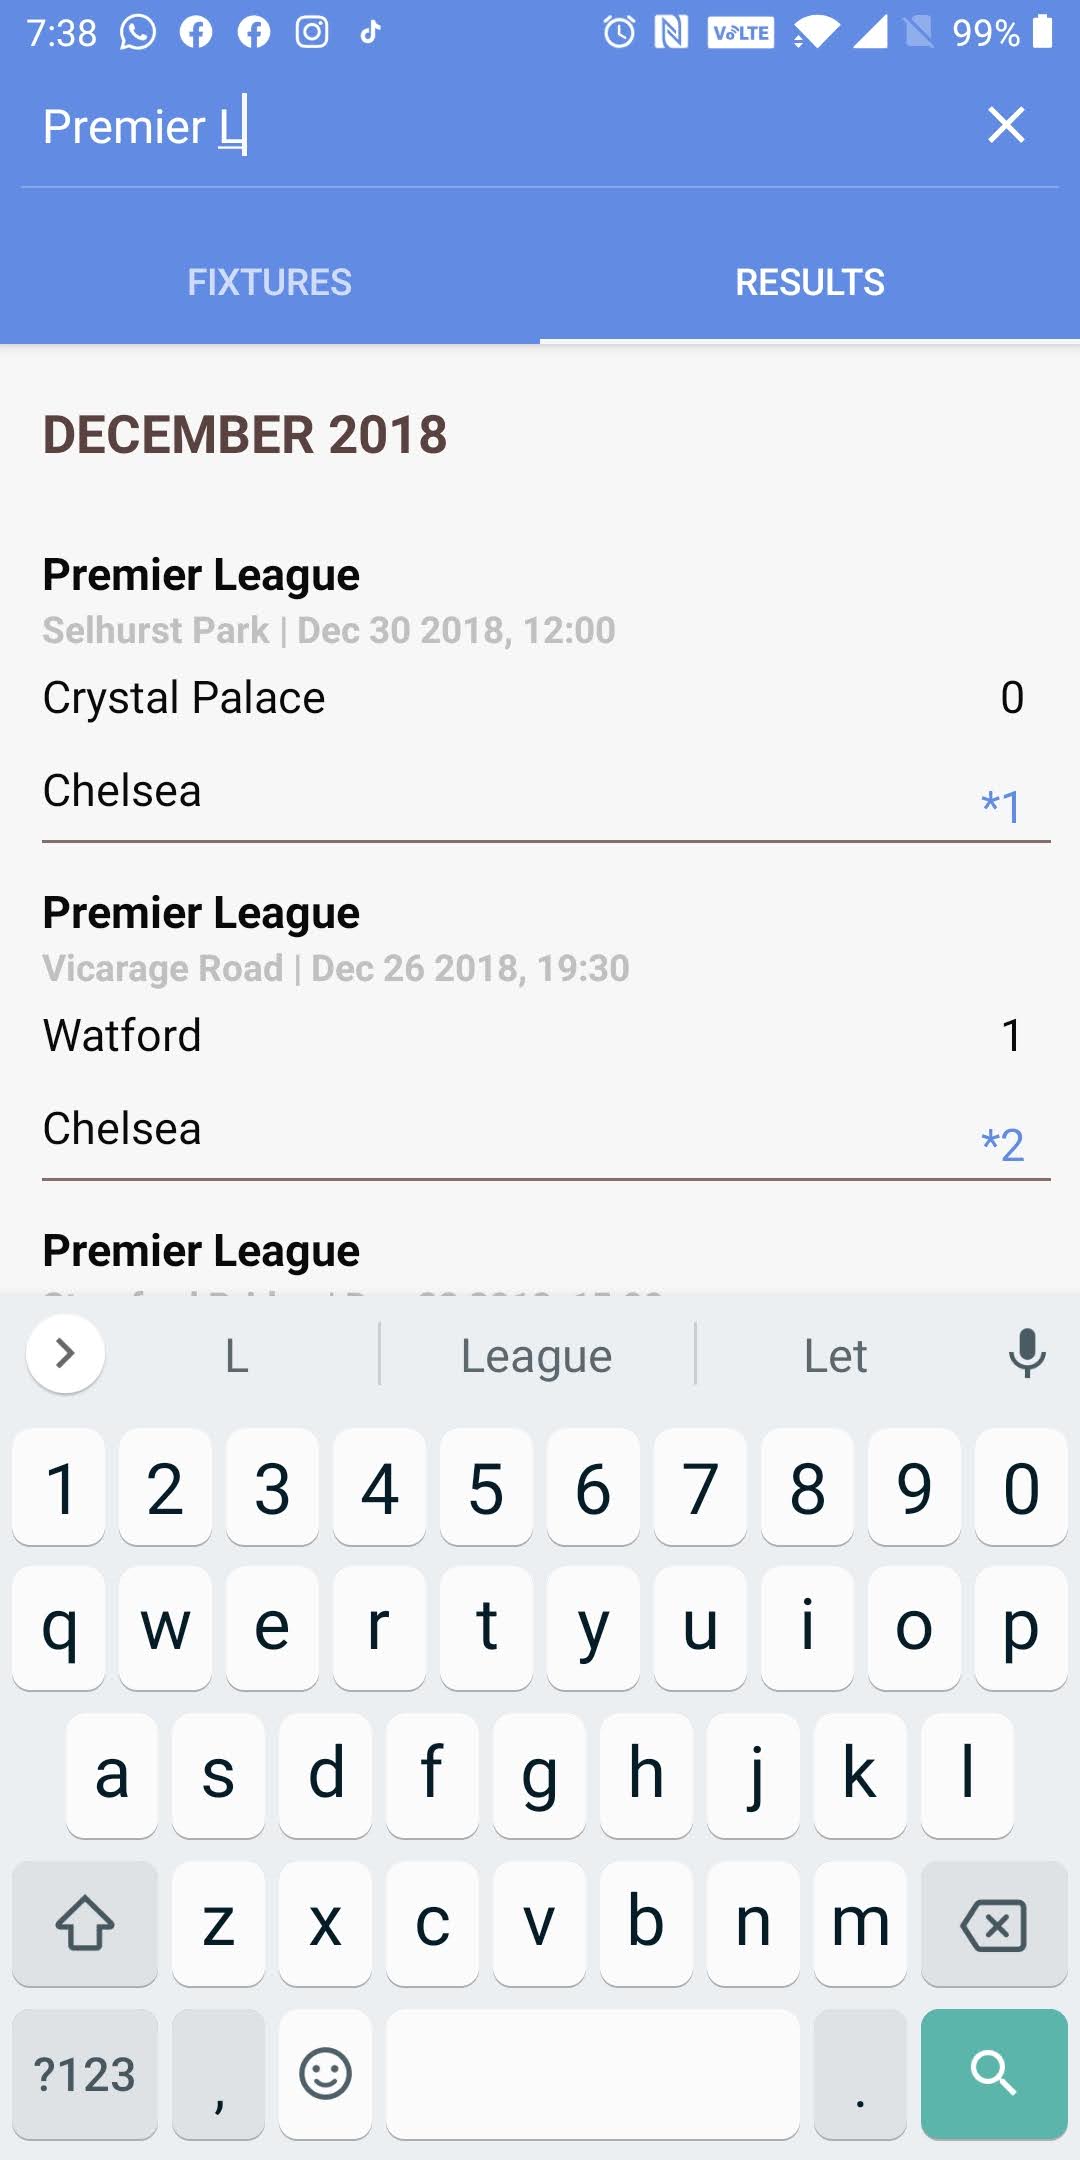 7:38 VoLTE 99%
Premier L
FIXTURES RESULTS
DECEMBER 2018
Premier League
Selhurst Park | Dec 30 2018, 12:00
Crystal Palace 0
Chelsea *1
Premier League
Vicarage Road | Dec 26 2018, 19:30
Watford 1
Chelsea *2
Premier League
L League Let
1 2 3 4 5 6 7 8 9 0
q w e r t y u i o p
a s d f g h j k l
z x c v b n m
?123 , .